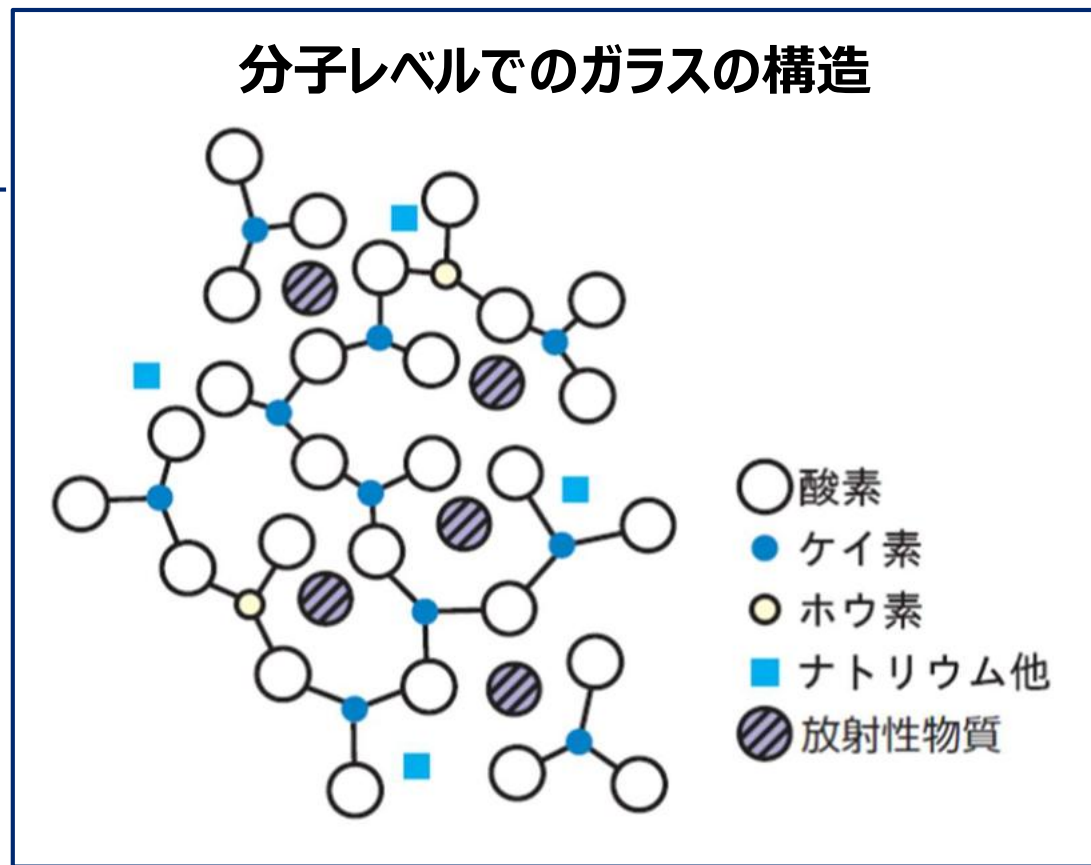 分子レベルでのガラスの構造
酸素
ケイ素
ホウ素
ナトリウム他
放射性物質